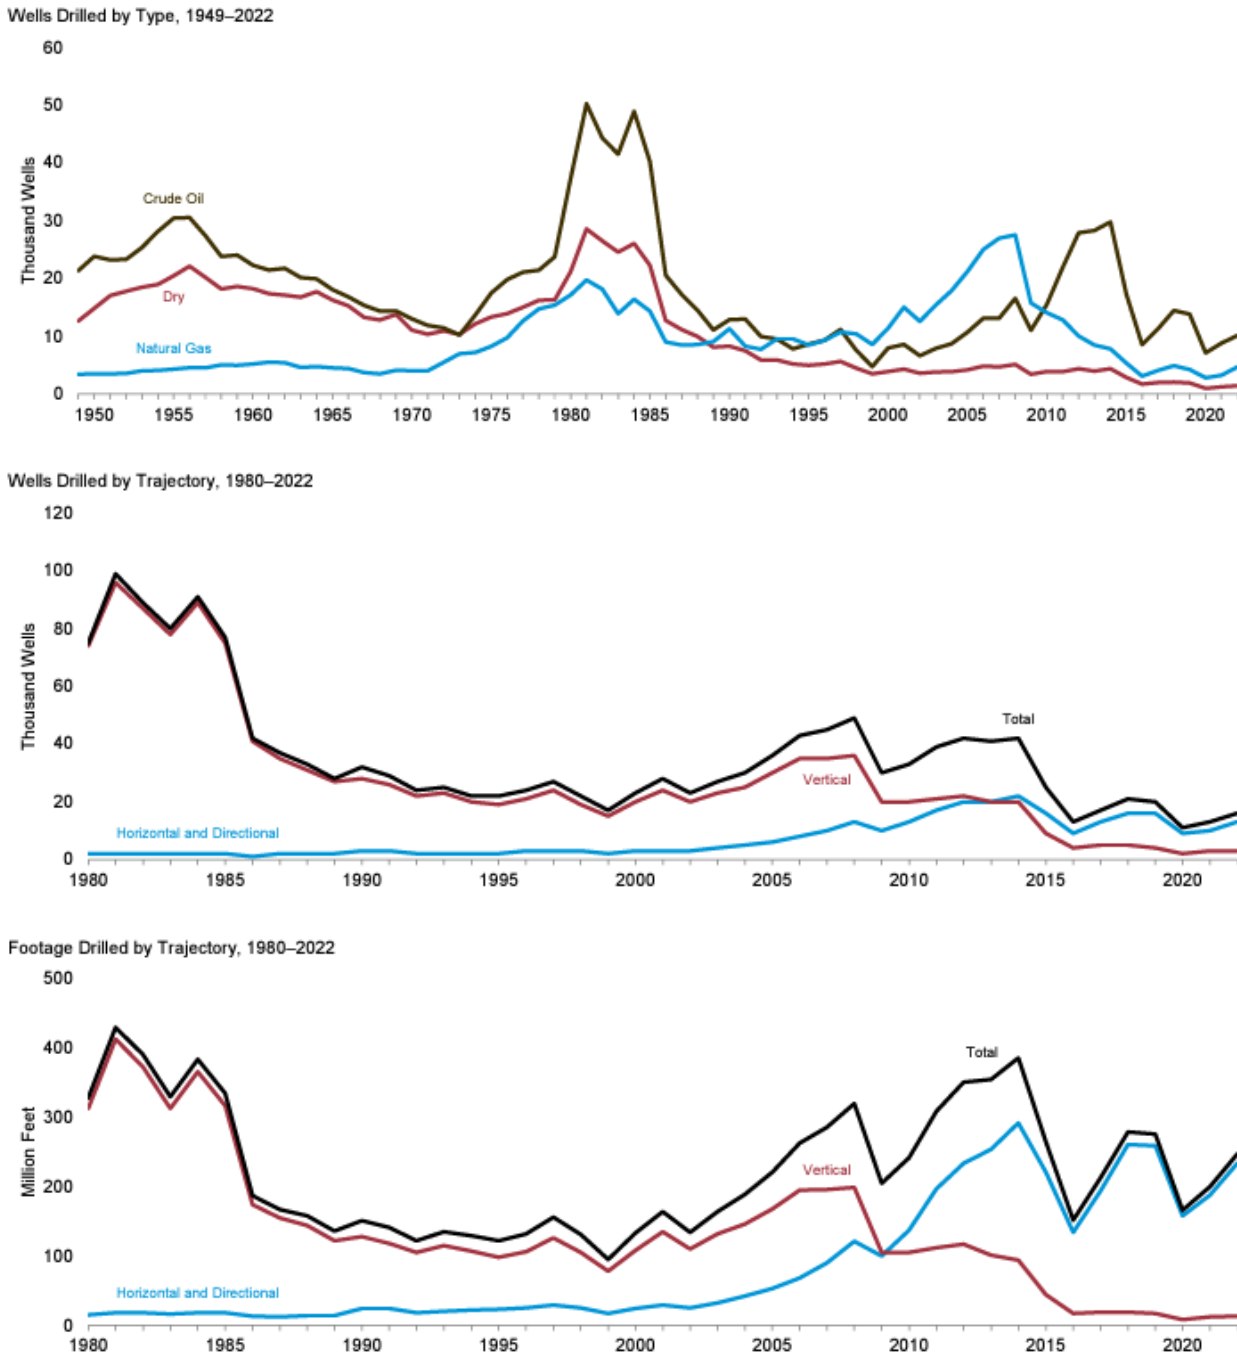 Wells Drilled by Type, 1949–2022
60
50
40
30
20
10
0
Thousand Wells
Crude Oil
Dry
Natural Gas
1950 1955 1960 1965 1970 1975 1980 1985 1990 1995 2000 2005 2010 2015 2020
Wells Drilled by Trajectory, 1980–2022
120
100
80
60
40
20
0
Thousand Wells
Total
Vertical
Horizontal and Directional
1980 1985 1990 1995 2000 2005 2010 2015 2020
Footage Drilled by Trajectory, 1980–2022
500
400
300
200
100
0
Million Feet
Total
Vertical
Horizontal and Directional
1980 1985 1990 1995 2000 2005 2010 2015 2020